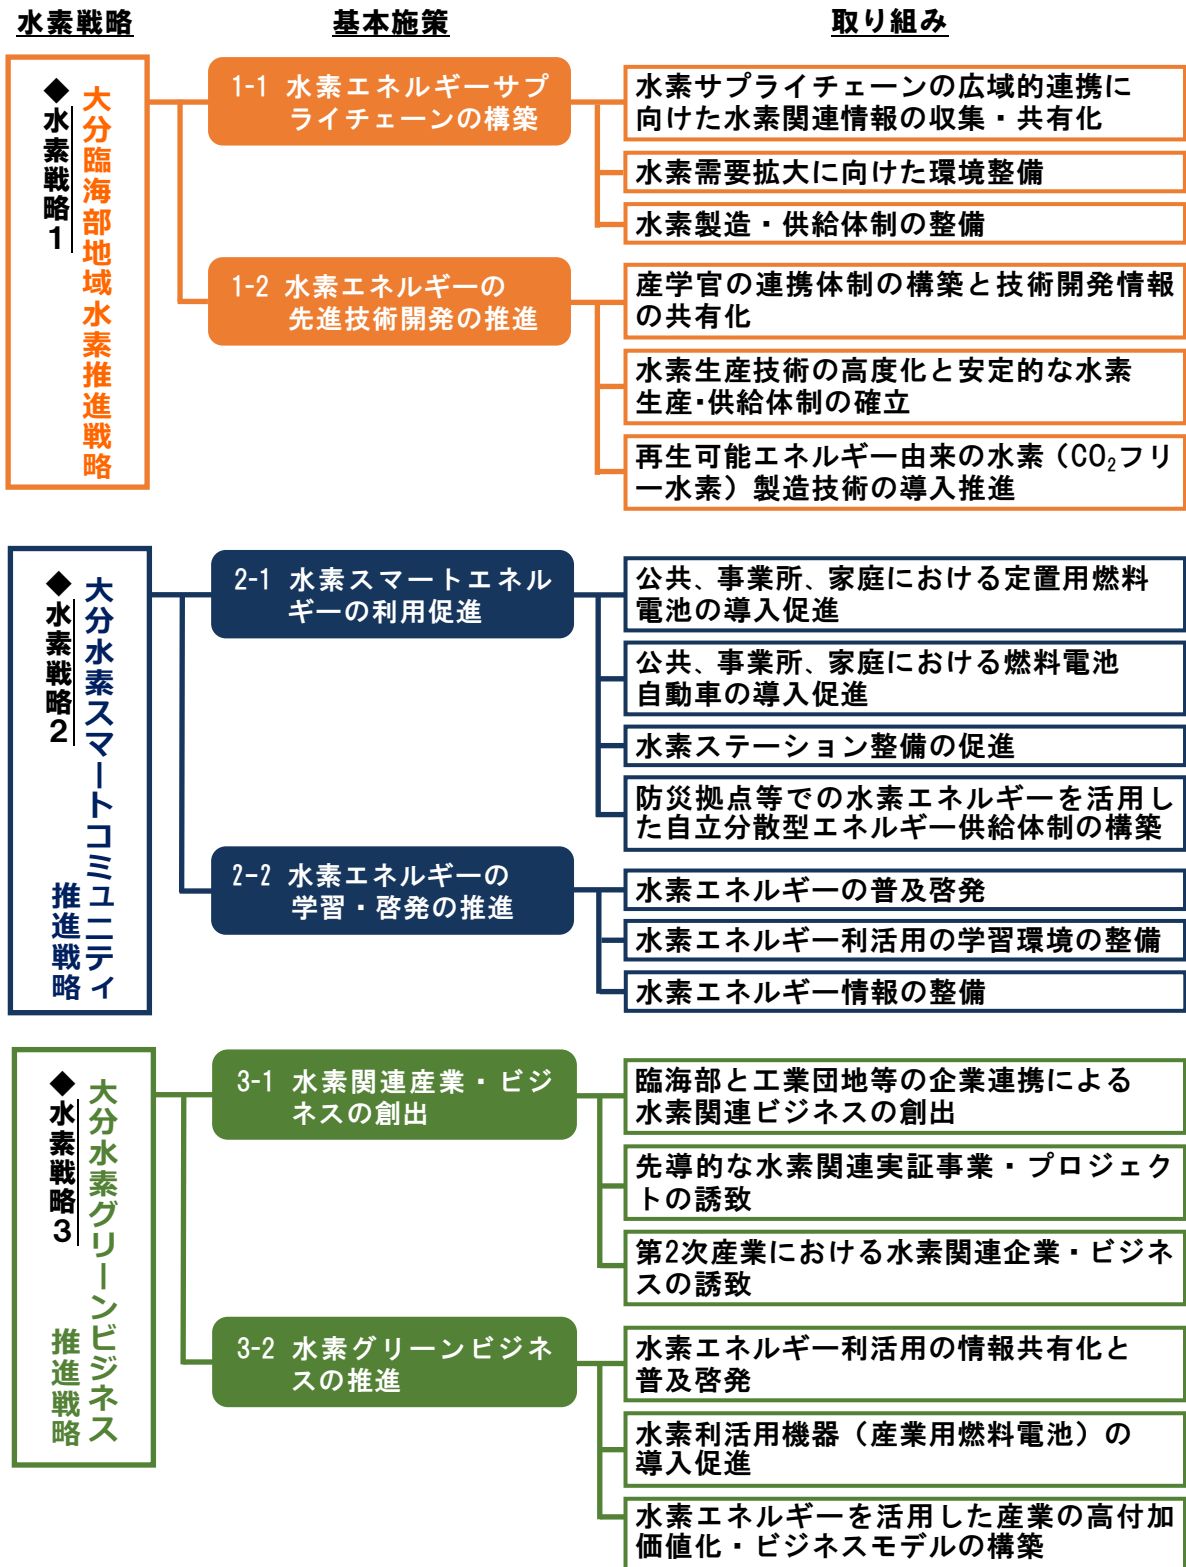 水素戦略
基本施策
取り組み
◆水素戦略1
大分臨海部地域水素推進戦略
1-1 水素エネルギーサプ
ライチェーンの構築
水素サプライチェーンの広域的連携に
向けた水素関連情報の収集・共有化
水素需要拡大に向けた環境整備
水素製造・供給体制の整備
1-2 水素エネルギーの
先進技術開発の推進
産学官の連携体制の構築と技術開発情報
の共有化
水素生産技術の高度化と安定的な水素
生産・供給体制の確立
再生可能エネルギー由来の水素（CO₂フリ
ー水素）製造技術の導入推進
◆水素戦略2
大分水素スマートコミュニティ
推進戦略
2-1 水素スマートエネル
ギーの利用促進
公共、事業所、家庭における定置用燃料
電池の導入促進
公共、事業所、家庭における燃料電池
自動車の導入促進
水素ステーション整備の促進
防災拠点等での水素エネルギーを活用し
た自立分散型エネルギー供給体制の構築
2-2 水素エネルギーの
学習・啓発の推進
水素エネルギーの普及啓発
水素エネルギー利活用の学習環境の整備
水素エネルギー情報の整備
◆水素戦略3
大分水素グリーンビジネス
推進戦略
3-1 水素関連産業・ビジ
ネスの創出
臨海部と工業団地等の企業連携による
水素関連ビジネスの創出
先導的な水素関連実証事業・プロジェク
トの誘致
第2次産業における水素関連企業・ビジネ
スの誘致
3-2 水素グリーンビジネ
スの推進
水素エネルギー利活用の情報共有化と
普及啓発
水素利活用機器（産業用燃料電池）の
導入促進
水素エネルギーを活用した産業の高付加
価値化・ビジネスモデルの構築